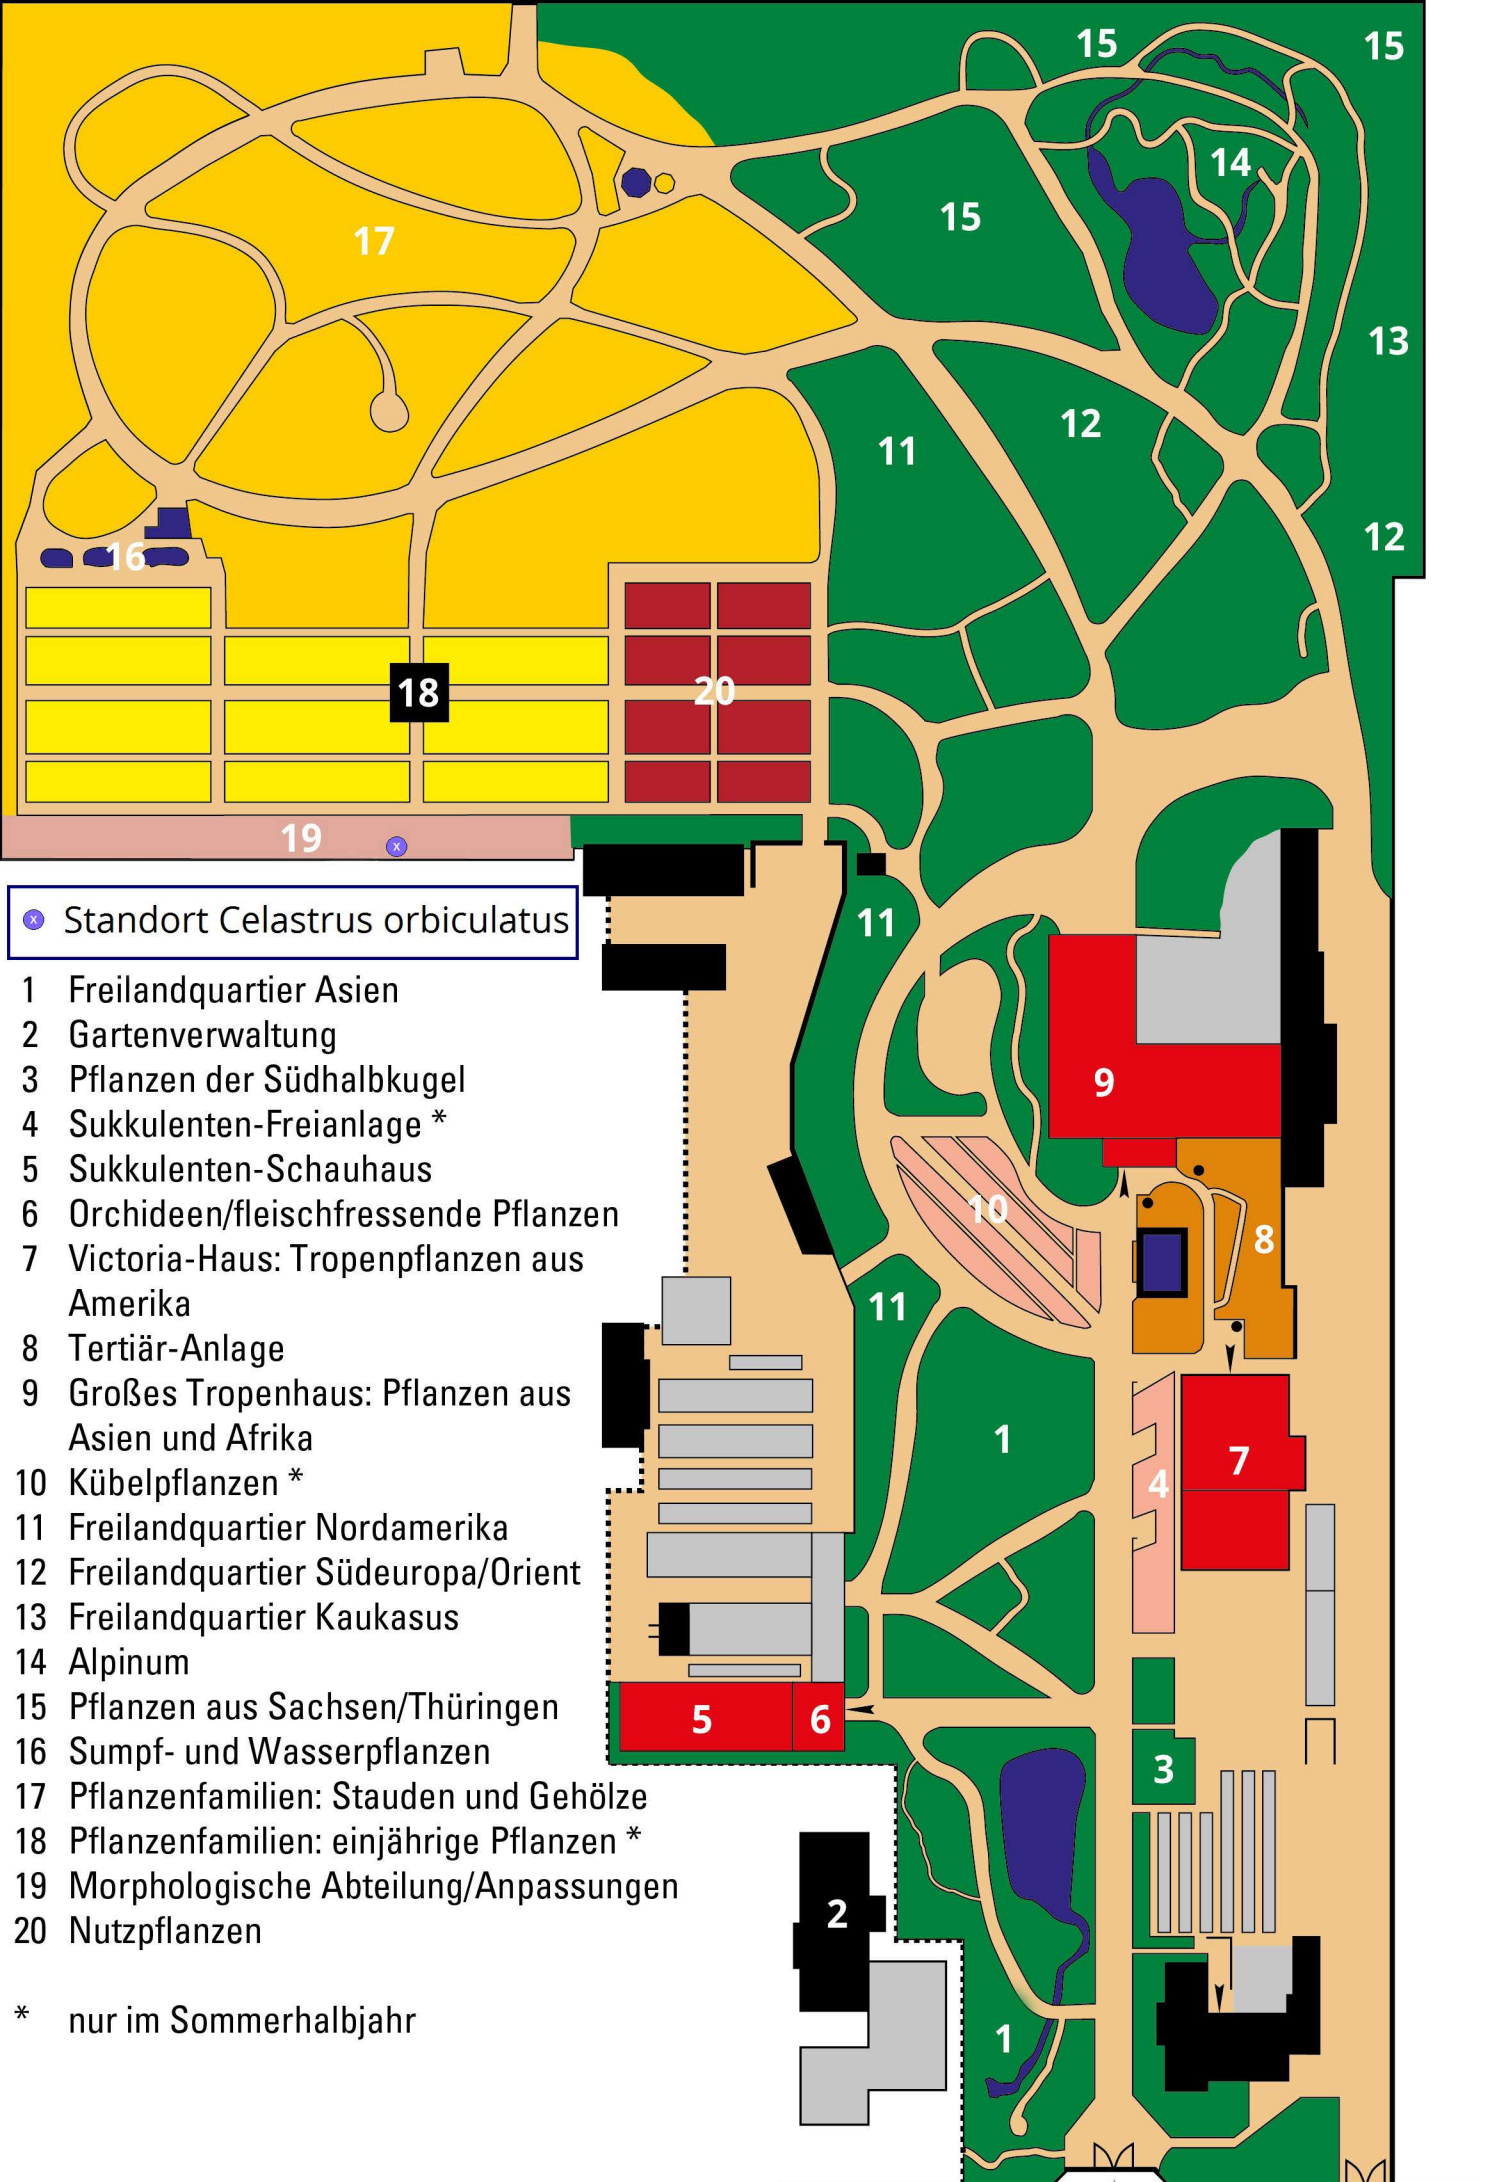 15
15
14
15
17
13
12
11
12
16
18
20
19
x
x Standort Celastrus orbiculatus
11
9
10
8
11
1
7
4
5
6
3
2
1
1 Freilandquartier Asien
2 Gartenverwaltung
3 Pflanzen der Südhalbkugel
4 Sukkulenten-Freianlage *
5 Sukkulenten-Schauhaus
6 Orchideen/fleischfressende Pflanzen
7 Victoria-Haus: Tropenpflanzen aus
Amerika
8 Tertiär-Anlage
9 Großes Tropenhaus: Pflanzen aus
Asien und Afrika
10 Kübelpflanzen *
11 Freilandquartier Nordamerika
12 Freilandquartier Südeuropa/Orient
13 Freilandquartier Kaukasus
14 Alpinum
15 Pflanzen aus Sachsen/Thüringen
16 Sumpf- und Wasserpflanzen
17 Pflanzenfamilien: Stauden und Gehölze
18 Pflanzenfamilien: einjährige Pflanzen *
19 Morphologische Abteilung/Anpassungen
20 Nutzpflanzen
* nur im Sommerhalbjahr